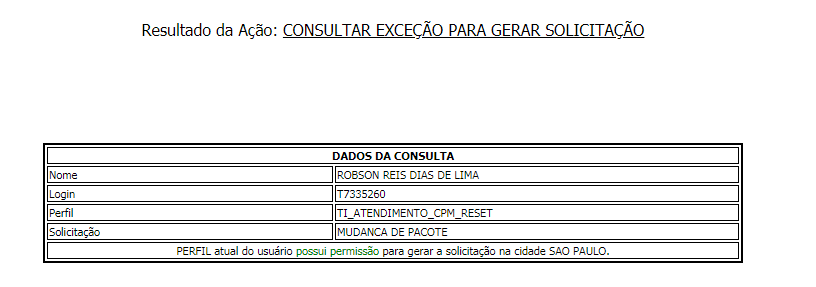 Resultado da Ação: CONSULTAR EXCEÇÃO PARA GERAR SOLICITAÇÃO
DADOS DA CONSULTA
Nome ROBSON REIS DIAS DE LIMA
Login T7335260
Perfil TI_ATENDIMENTO_CPM_RESET
Solicitação MUDANCA DE PACOTE
PERFIL atual do usuário possui permissão para gerar a solicitação na cidade SAO PAULO.